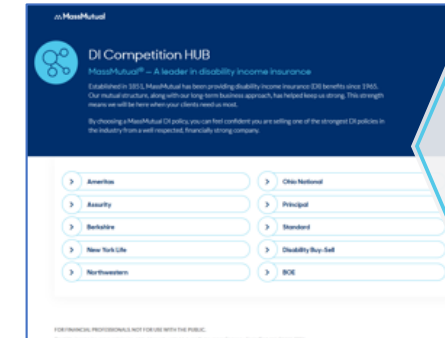 MassMutual
DI Competition HUB
MassMutual® – A leader in disability income insurance
Established in 1851, MassMutual has been providing disability income insurance (DI) benefits since 1965.
Our mutual structure, along with our long-term business approach, has helped keep us strong. This strength
means we will be here when your clients need us most.
By choosing a MassMutual DI policy, you can feel confident you are selling one of the strongest DI policies in
the industry from a well respected, financially strong company.
Ameritas
Ohio National
Assurity
Principal
Berkshire
Standard
New York Life
Disability Buy-Sell
Northwestern
BOE
FOR FINANCIAL PROFESSIONALS. NOT FOR USE WITH THE PUBLIC.